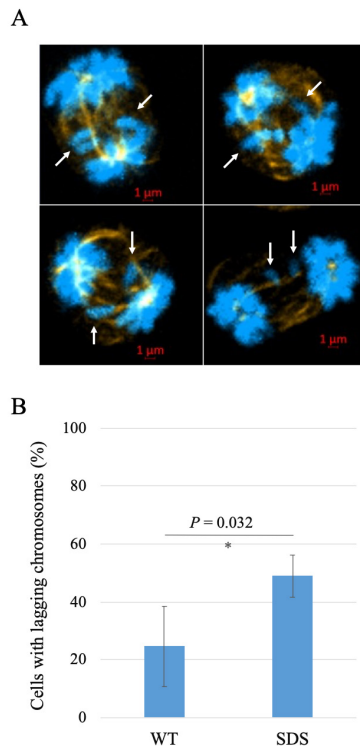 A
1 μm
1 μm
1 μm
1 μm
B
Cells with lagging chromosomes (%)
100
80
60
40
20
0
P = 0.032
*
WT
SDS